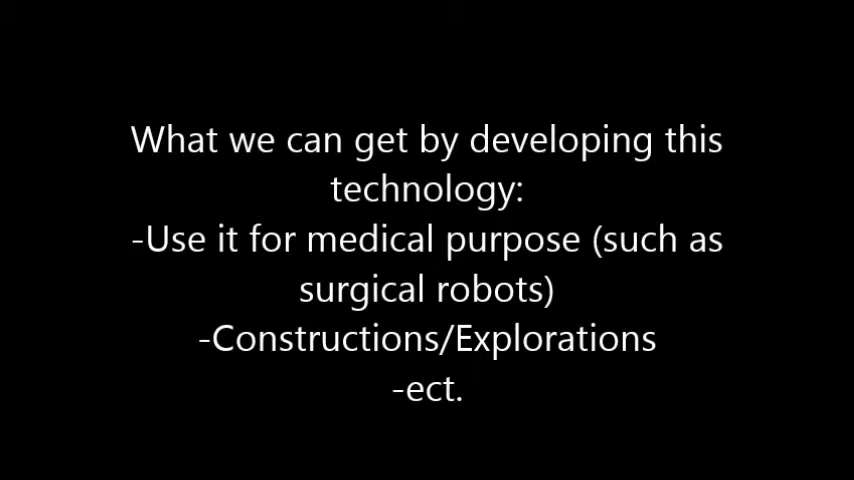 What we can get by developing this
technology:
-Use it for medical purpose (such as
surgical robots)
-Constructions/Explorations
-ect.